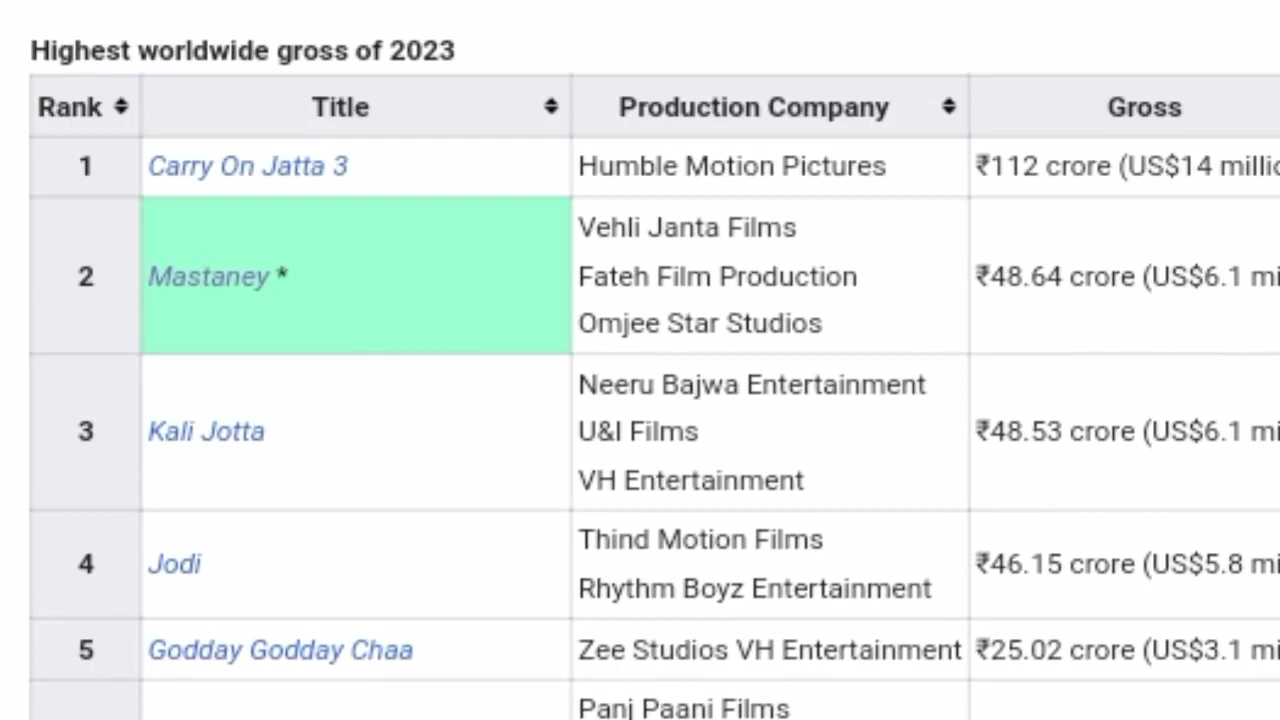 Highest worldwide gross of 2023
Rank Title Production Company Gross
1 Carry On Jatta 3 Humble Motion Pictures ₹112 crore (US$14 millio
Vehli Janta Films
2 Mastaney * Fateh Film Production ₹48.64 crore (US$6.1 mi
Omjee Star Studios
Neeru Bajwa Entertainment
3 Kali Jotta U&I Films ₹48.53 crore (US$6.1 mi
VH Entertainment
Thind Motion Films
4 Jodi ₹46.15 crore (US$5.8 mi
Rhythm Boyz Entertainment
5 Godday Godday Chaa Zee Studios VH Entertainment ₹25.02 crore (US$3.1 mi
Panj Paani Films